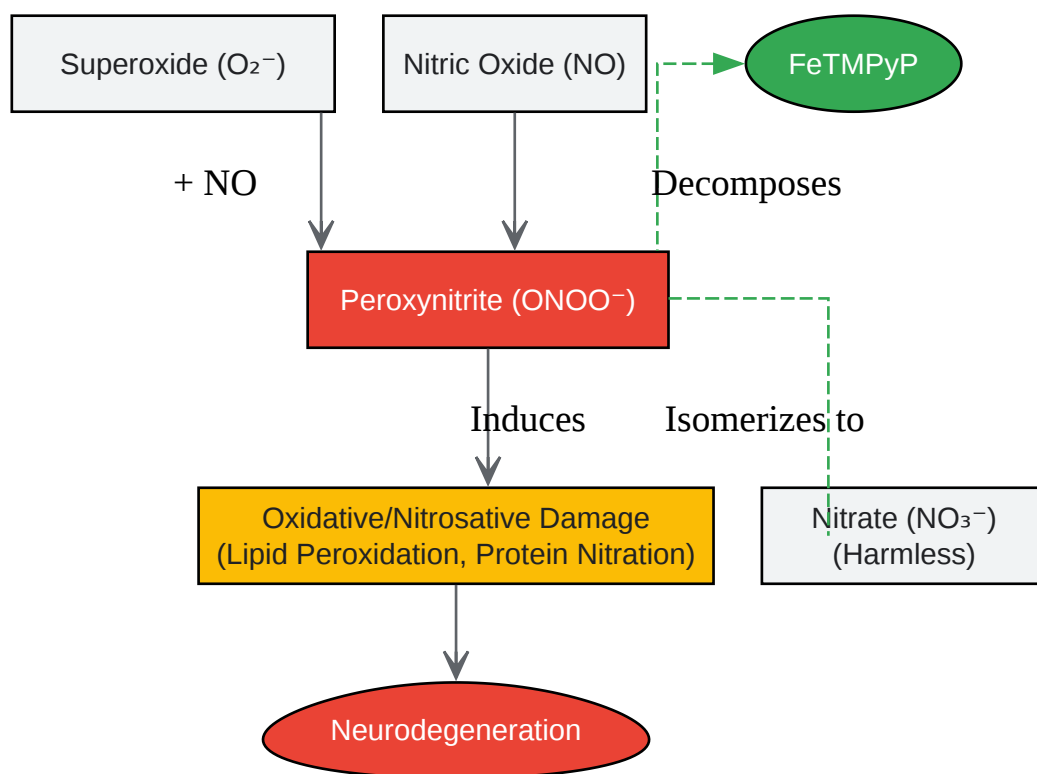 Superoxide (O₂⁻)
Nitric Oxide (NO)
FeTMPyP
+ NO
Decomposes
Peroxynitrite (ONOO⁻)
Induces
Isomerizes to
Oxidative/Nitrosative Damage
(Lipid Peroxidation, Protein Nitration)
Nitrate (NO₃⁻)
(Harmless)
Neurodegeneration